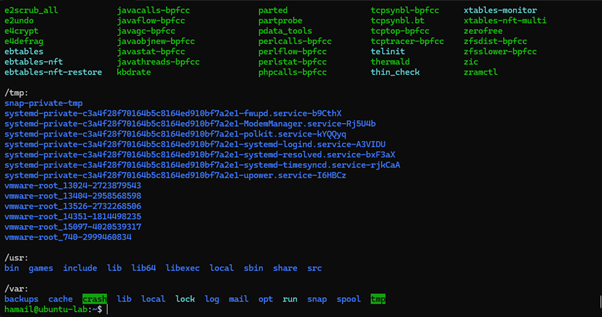 e2scrub_all javacalls-bpfcc parted tcpsynbl-bpfcc xtables-monitor
e2undo javaflow-bpfcc partprobe tcpsynbl.bt xtables-nft-multi
e4crypt javagc-bpfcc pdata_tools tcptop-bpfcc zerofree
e4defrag javaobjnew-bpfcc perlcalls-bpfcc tcptracer-bpfcc zfsdist-bpfcc
ebtables javastat-bpfcc perlflow-bpfcc telinit zfsslower-bpfcc
ebtables-nft javathreads-bpfcc perlstat-bpfcc thermald zic
ebtables-nft-restore kbdrate phpcalls-bpfcc thin_check zramctl
/tmp:
snap-private-tmp
systemd-private-c3a4f28f70164b5c8164ed910bf7a2e1-fwupd.service-b9CthX
systemd-private-c3a4f28f70164b5c8164ed910bf7a2e1-ModemManager.service-Rj5U4b
systemd-private-c3a4f28f70164b5c8164ed910bf7a2e1-polkit.service-kYQQyq
systemd-private-c3a4f28f70164b5c8164ed910bf7a2e1-systemd-logind.service-A3VIDU
systemd-private-c3a4f28f70164b5c8164ed910bf7a2e1-systemd-resolved.service-bxF3aX
systemd-private-c3a4f28f70164b5c8164ed910bf7a2e1-systemd-timesyncd.service-rjkCaA
systemd-private-c3a4f28f70164b5c8164ed910bf7a2e1-upower.service-I6HBCz
vmware-root_13024-2723879543
vmware-root_13404-2958568598
vmware-root_13526-2732268506
vmware-root_14351-1814498235
vmware-root_15097-4020539317
vmware-root_740-2999460834
/usr:
bin games include lib lib64 libexec local sbin share src
/var:
backups cache crash lib local lock log mail opt run snap spool tmp
hamail@ubuntu-lab:~$